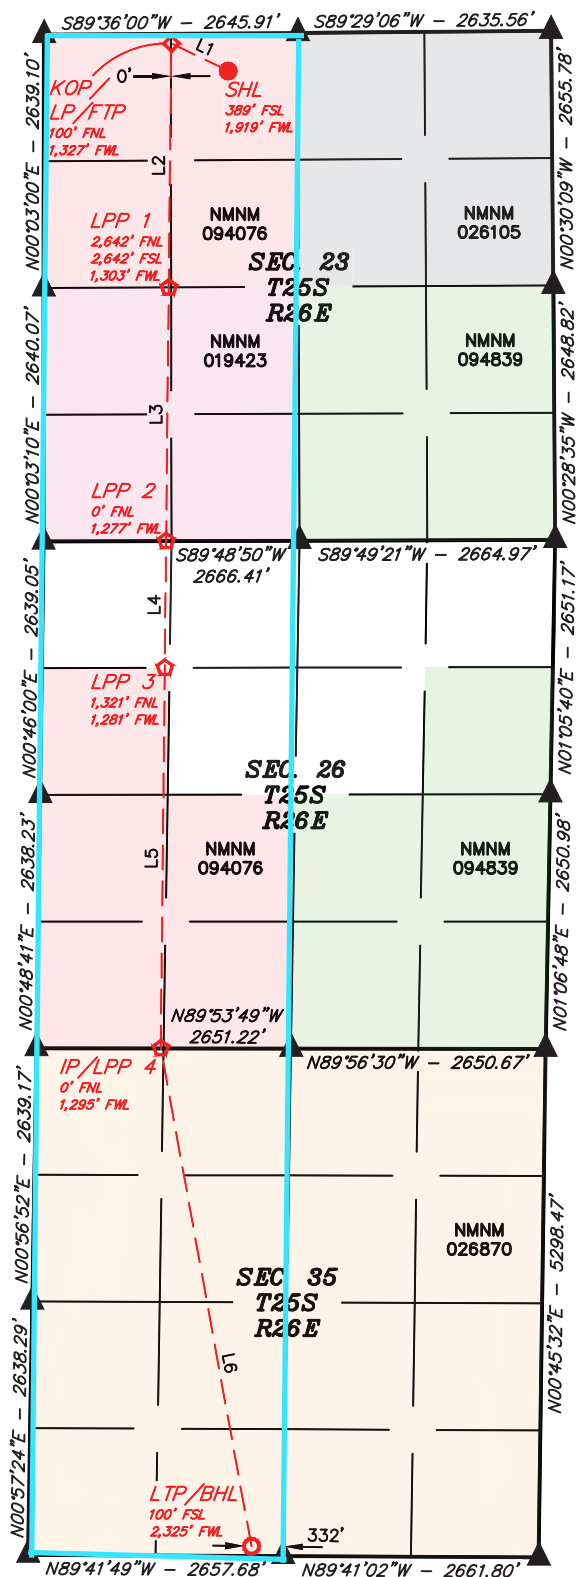 S89°36'00"W - 2645.91'
S89°29'06"W - 2635.56'
L1
KOP/
LP/FTP
100' FNL
1,327' FWL
0'
SHL
389' FSL
1,919' FWL
N00°03'00"E - 2639.10'
N00°30'09"W - 2655.78'
L2
LPP 1
2,642' FNL
2,642' FSL
1,303' FWL
NMNM
094076
NMNM
026105
SEC. 23
T25S
R26E
NMNM
019423
NMNM
094839
N00°03'10"E - 2640.07'
N00°28'35"W - 2648.82'
L3
LPP 2
0' FNL
1,277' FWL
S89°48'50"W
2666.41'
S89°49'21"W - 2664.97'
N00°46'00"E - 2639.05'
N01°05'40"E - 2651.17'
L4
LPP 3
1,321' FNL
1,281' FWL
SEC. 26
T25S
R26E
NMNM
094076
NMNM
094839
N00°48'41"E - 2638.23'
N01°06'48"E - 2650.98'
L5
N89°53'49"W
2651.22'
N89°56'30"W - 2650.67'
IP/LPP 4
0' FNL
1,295' FWL
N00°56'52"E - 2639.17'
NMNM
026870
SEC. 35
T25S
R26E
N00°45'32"E - 5298.47'
L6
N00°57'24"E - 2638.29'
LTP/BHL
100' FSL
2,325' FWL
332'
N89°41'49"W - 2657.68'
N89°41'02"W - 2661.80'